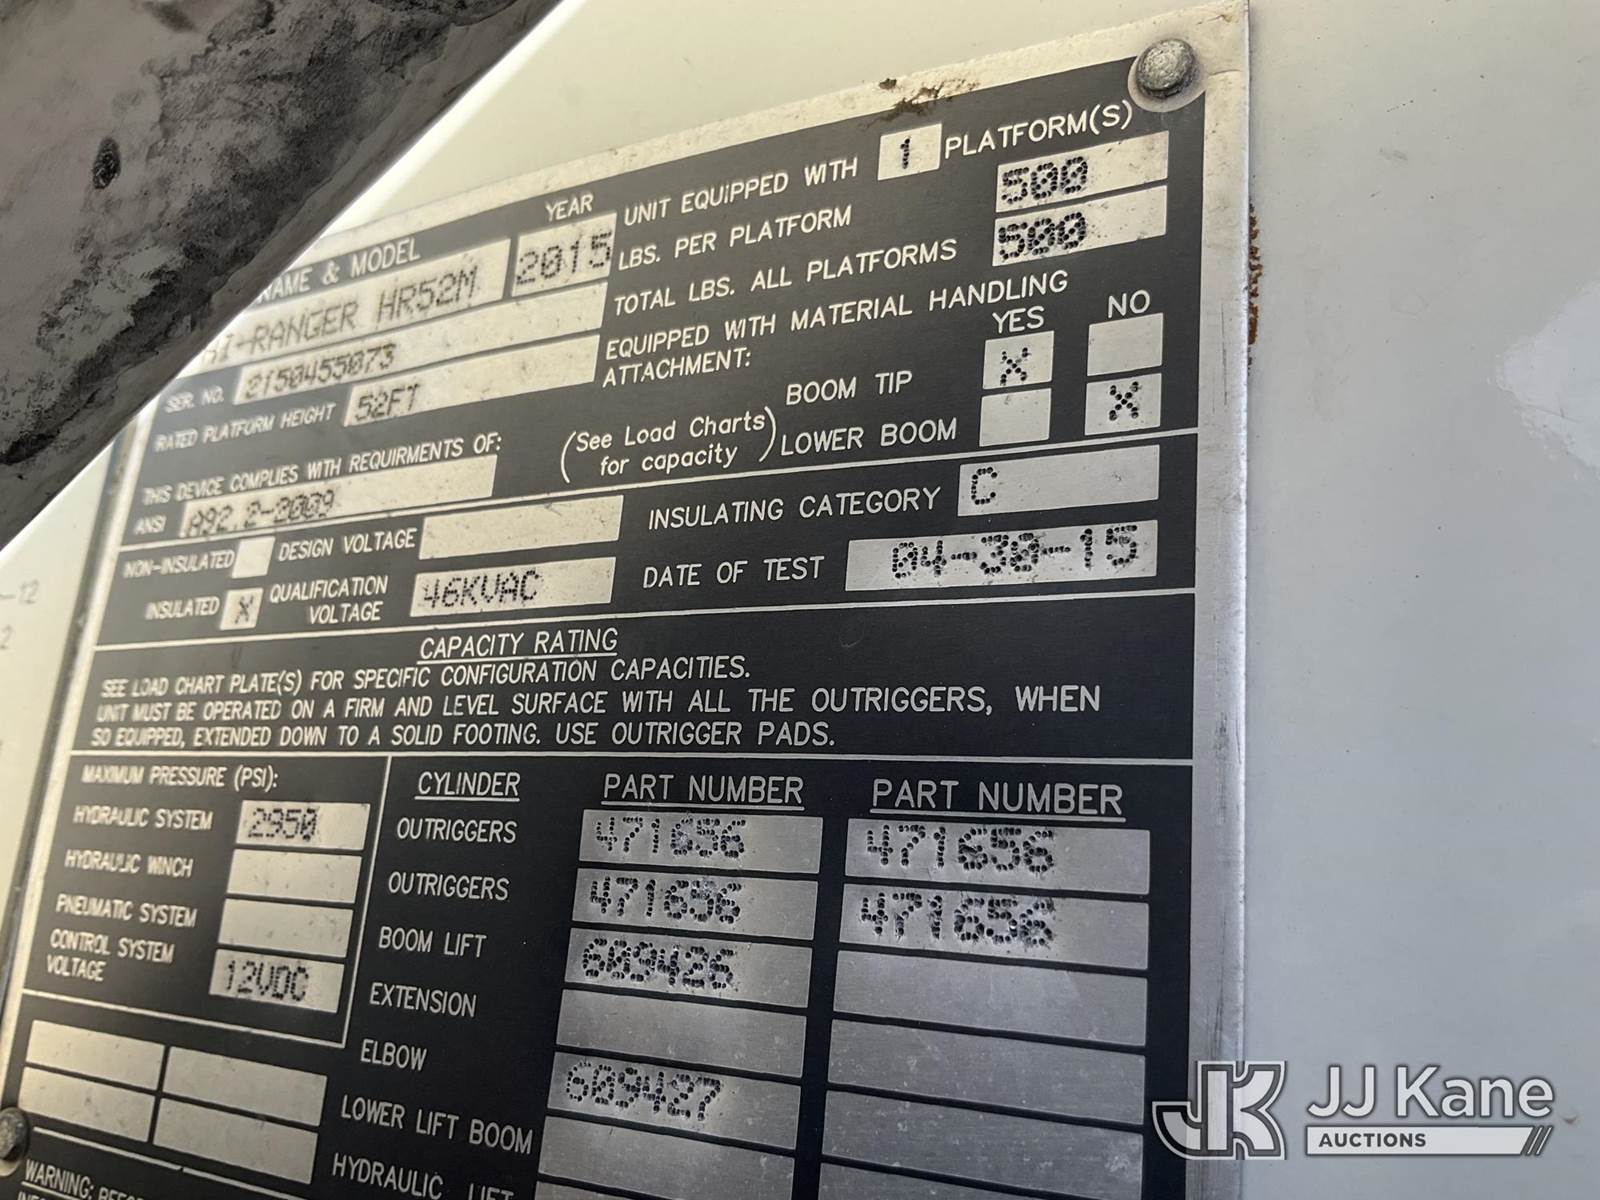 NAME & MODEL
YEAR
HI-RANGER HR52M
2015
SER. NO. 2150455073
RATED PLATFORM HEIGHT 52FT
THIS DEVICE COMPLIES WITH REQUIRMENTS OF:
ANSI A92.2-2009
UNIT EQUIPPED WITH 1 PLATFORM(S)
LBS. PER PLATFORM 500
TOTAL LBS. ALL PLATFORMS 500
EQUIPPED WITH MATERIAL HANDLING
ATTACHMENT:
YES NO
BOOM TIP X
(See Load Charts
for capacity)
LOWER BOOM X
NON-INSULATED
DESIGN VOLTAGE
INSULATED X
QUALIFICATION
VOLTAGE 46KVAC
INSULATING CATEGORY C
DATE OF TEST 04-30-15
CAPACITY RATING
SEE LOAD CHART PLATE(S) FOR SPECIFIC CONFIGURATION CAPACITIES.
UNIT MUST BE OPERATED ON A FIRM AND LEVEL SURFACE WITH ALL THE OUTRIGGERS, WHEN
SO EQUIPPED, EXTENDED DOWN TO A SOLID FOOTING. USE OUTRIGGER PADS.
MAXIMUM PRESSURE (PSI):
HYDRAULIC SYSTEM 2950
HYDRAULIC WINCH
PNEUMATIC SYSTEM
CONTROL SYSTEM
VOLTAGE 12VDC
CYLINDER PART NUMBER PART NUMBER
OUTRIGGERS 471656 471656
OUTRIGGERS 471656 471656
BOOM LIFT 609426
EXTENSION
ELBOW 609427
LOWER LIFT BOOM
HYDRAULIC LIFT
WARNING:
JK JJ Kane
AUCTIONS